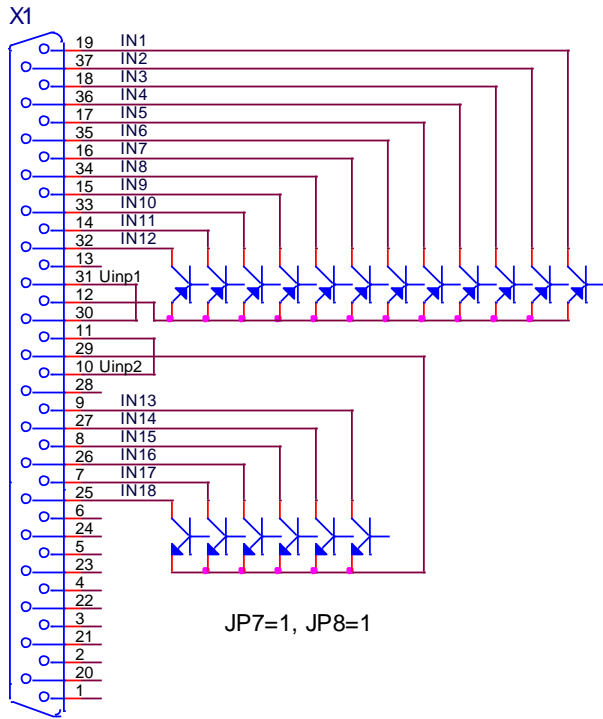 X1
19 IN1
37 IN2
18 IN3
36 IN4
17 IN5
35 IN6
16 IN7
34 IN8
15 IN9
33 IN10
14 IN11
32 IN12
13
31 Uinp1
12
30
11
29
10 Uinp2
28
9 IN13
27 IN14
8 IN15
26 IN16
7 IN17
25 IN18
6
24
5
23
4
22
3
21
2
20
1
JP7=1, JP8=1